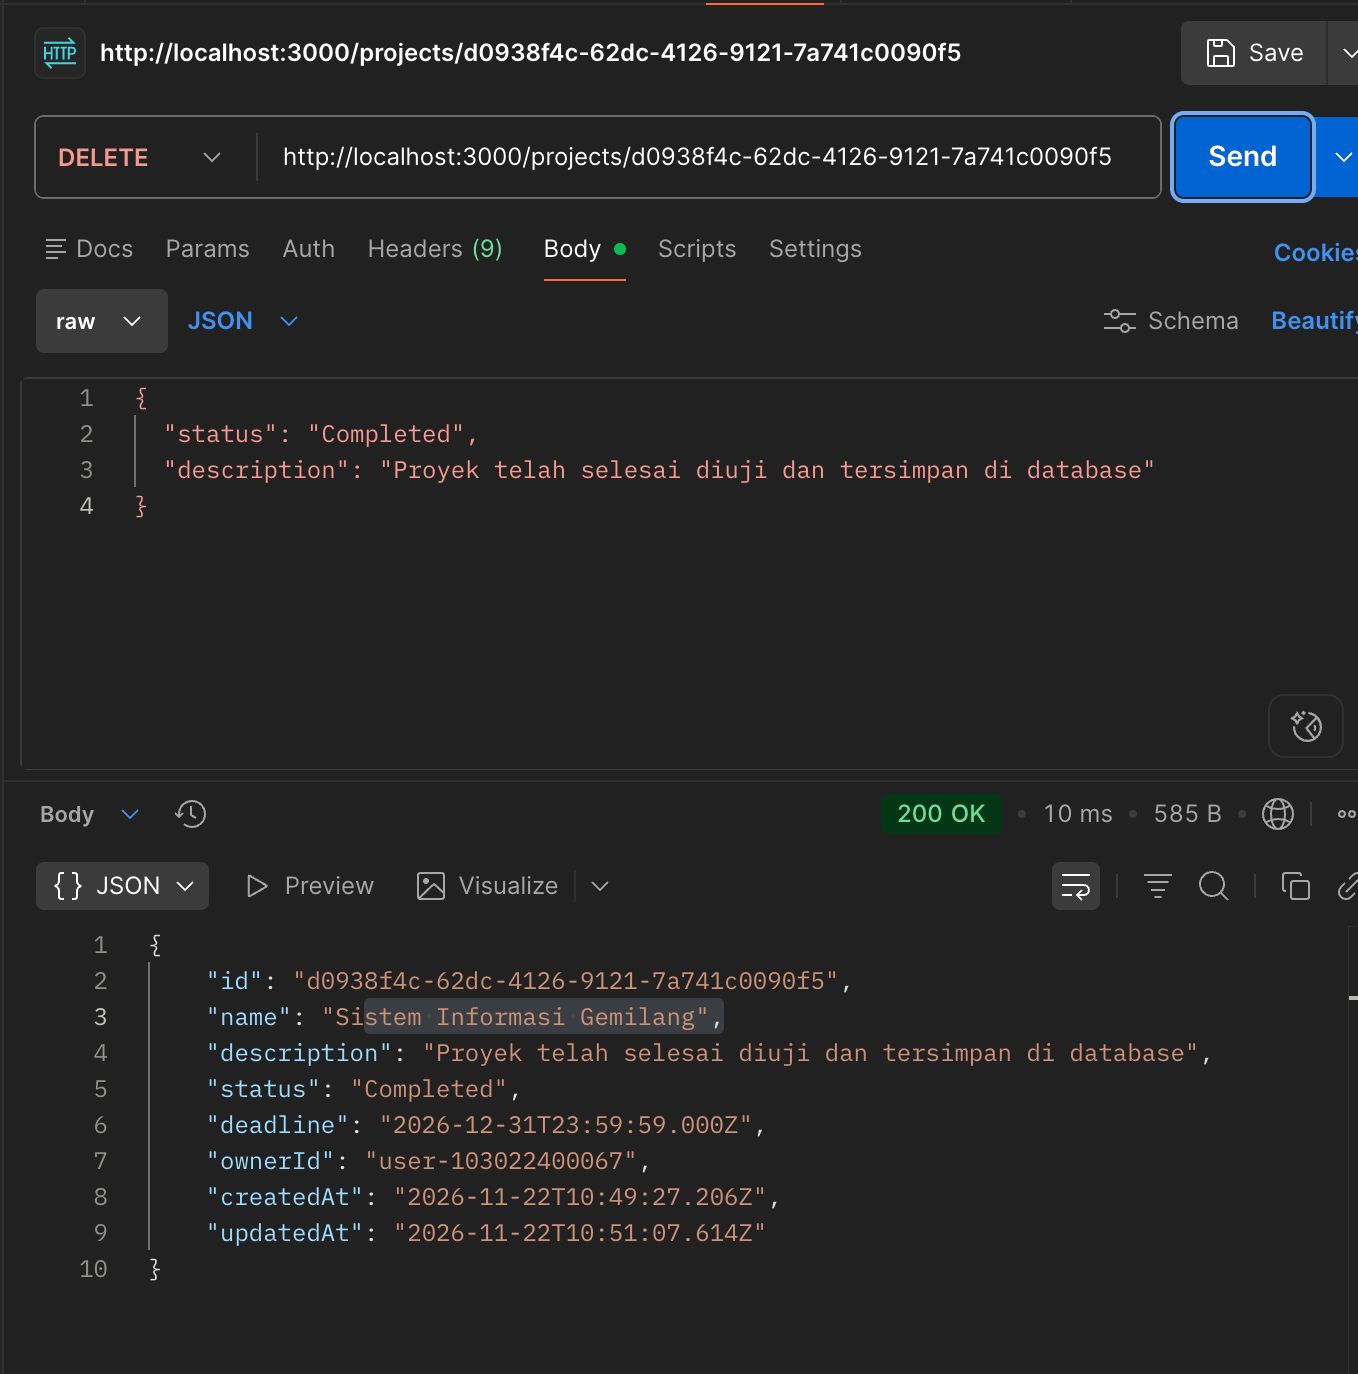 HTTP http://localhost:3000/projects/d0938f4c-62dc-4126-9121-7a741c0090f5 Save
DELETE http://localhost:3000/projects/d0938f4c-62dc-4126-9121-7a741c0090f5 Send
Docs Params Auth Headers (9) Body Scripts Settings Cookies
raw JSON Schema Beautify
1 {
2 "status": "Completed",
3 "description": "Proyek telah selesai diuji dan tersimpan di database"
4 }
Body 200 OK • 10 ms • 585 B •
{} JSON Preview Visualize
1 {
2 "id": "d0938f4c-62dc-4126-9121-7a741c0090f5",
3 "name": "Sistem Informasi Gemilang",
4 "description": "Proyek telah selesai diuji dan tersimpan di database",
5 "status": "Completed",
6 "deadline": "2026-12-31T23:59:59.000Z",
7 "ownerId": "user-103022400067",
8 "createdAt": "2026-11-22T10:49:27.206Z",
9 "updatedAt": "2026-11-22T10:51:07.614Z"
10 }